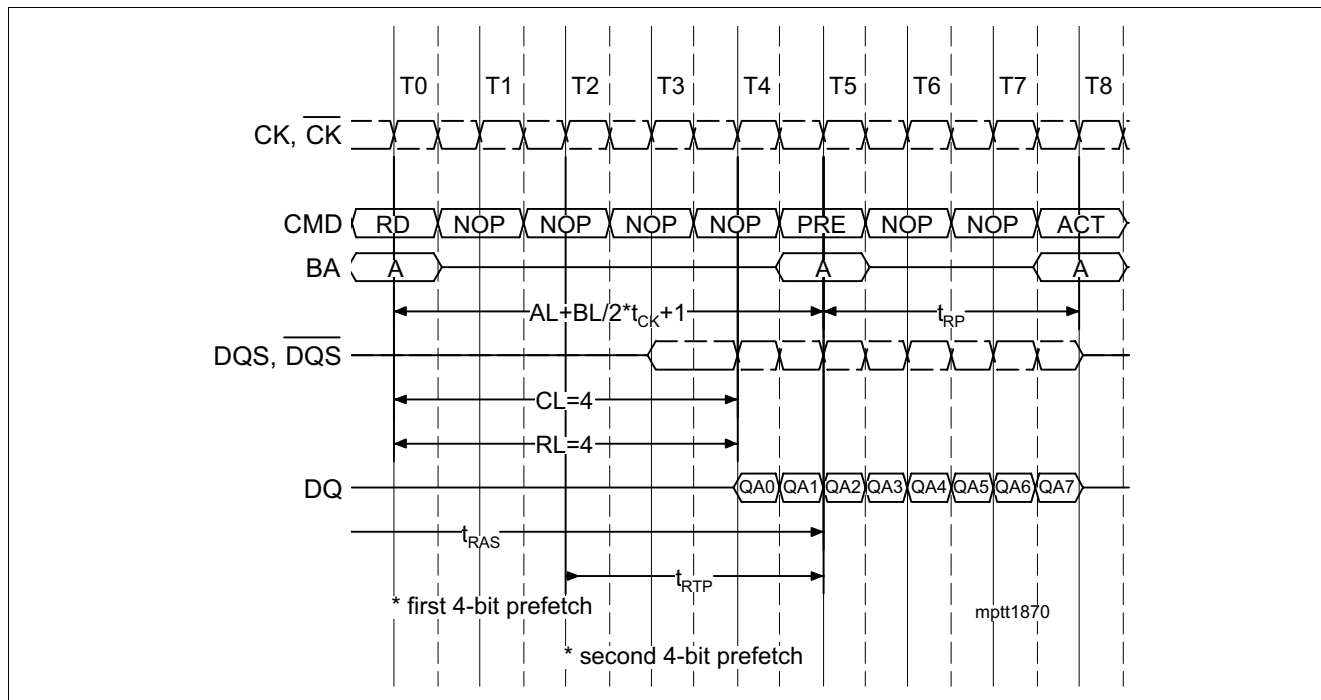 T0 T1 T2 T3 T4 T5 T6 T7 T8
CK, CK
CMD RD NOP NOP NOP NOP PRE NOP NOP ACT
BA A A A
AL+BL/2*tCK+1 tRP
DQS, DQS
CL=4
RL=4
DQ QA0 QA1 QA2 QA3 QA4 QA5 QA6 QA7
tRAS
tRTP
* first 4-bit prefetch mptt1870
* second 4-bit prefetch